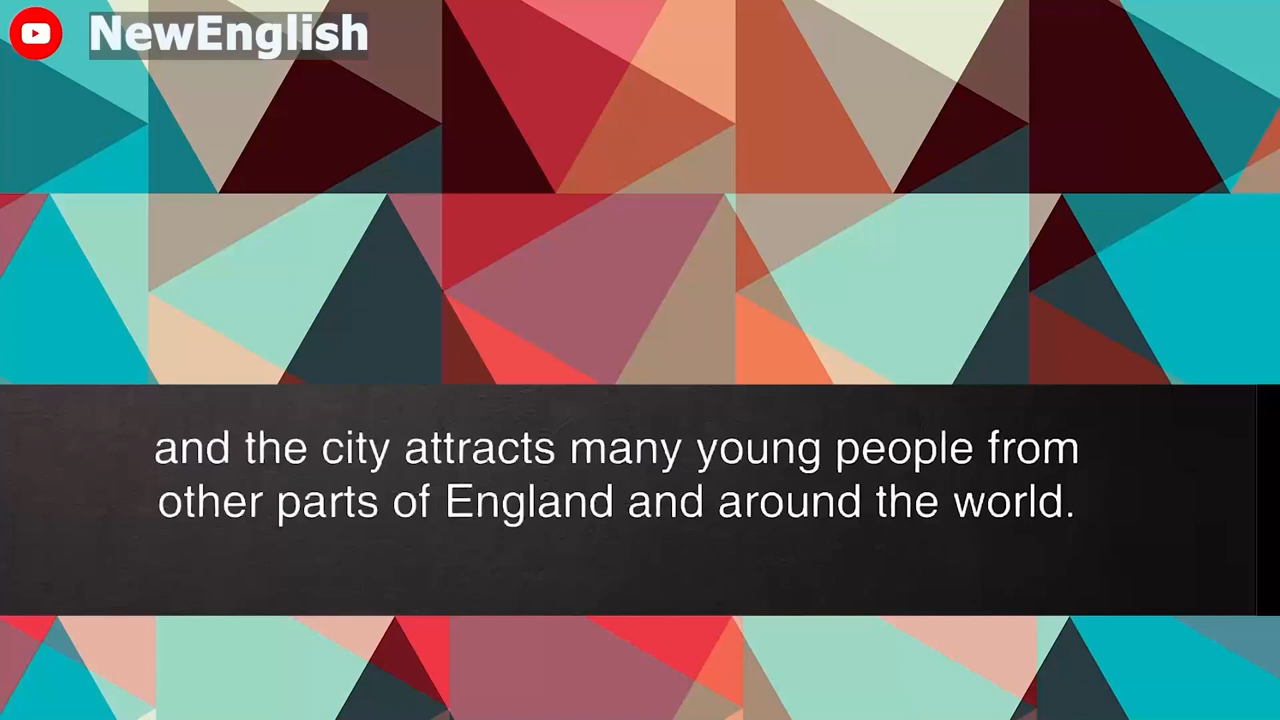 NewEnglish
and the city attracts many young people from
other parts of England and around the world.